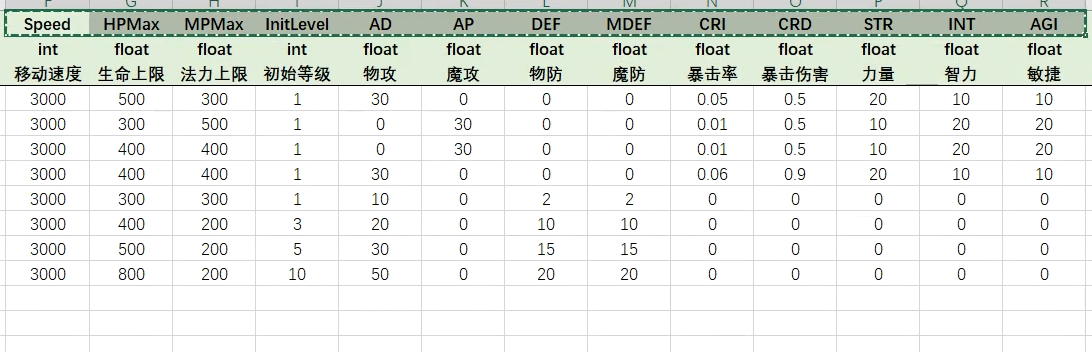 Speed HPMax MPMax InitLevel AD AP DEF MDEF CRI CRD STR INT AGI
int float float int float float float float float float float float float
移动速度 生命上限 法力上限 初始等级 物攻 魔攻 物防 魔防 暴击率 暴击伤害 力量 智力 敏捷
3000 500 300 1 30 0 0 0 0.05 0.5 20 10 10
3000 300 500 1 0 30 0 0 0.01 0.5 10 20 20
3000 400 400 1 0 30 0 0 0.01 0.5 10 20 20
3000 400 400 1 30 0 0 0 0.06 0.9 20 10 10
3000 300 300 1 10 0 2 2 0 0 0 0 0
3000 400 200 3 20 0 10 10 0 0 0 0 0
3000 500 200 5 30 0 15 15 0 0 0 0 0
3000 800 200 10 50 0 20 20 0 0 0 0 0